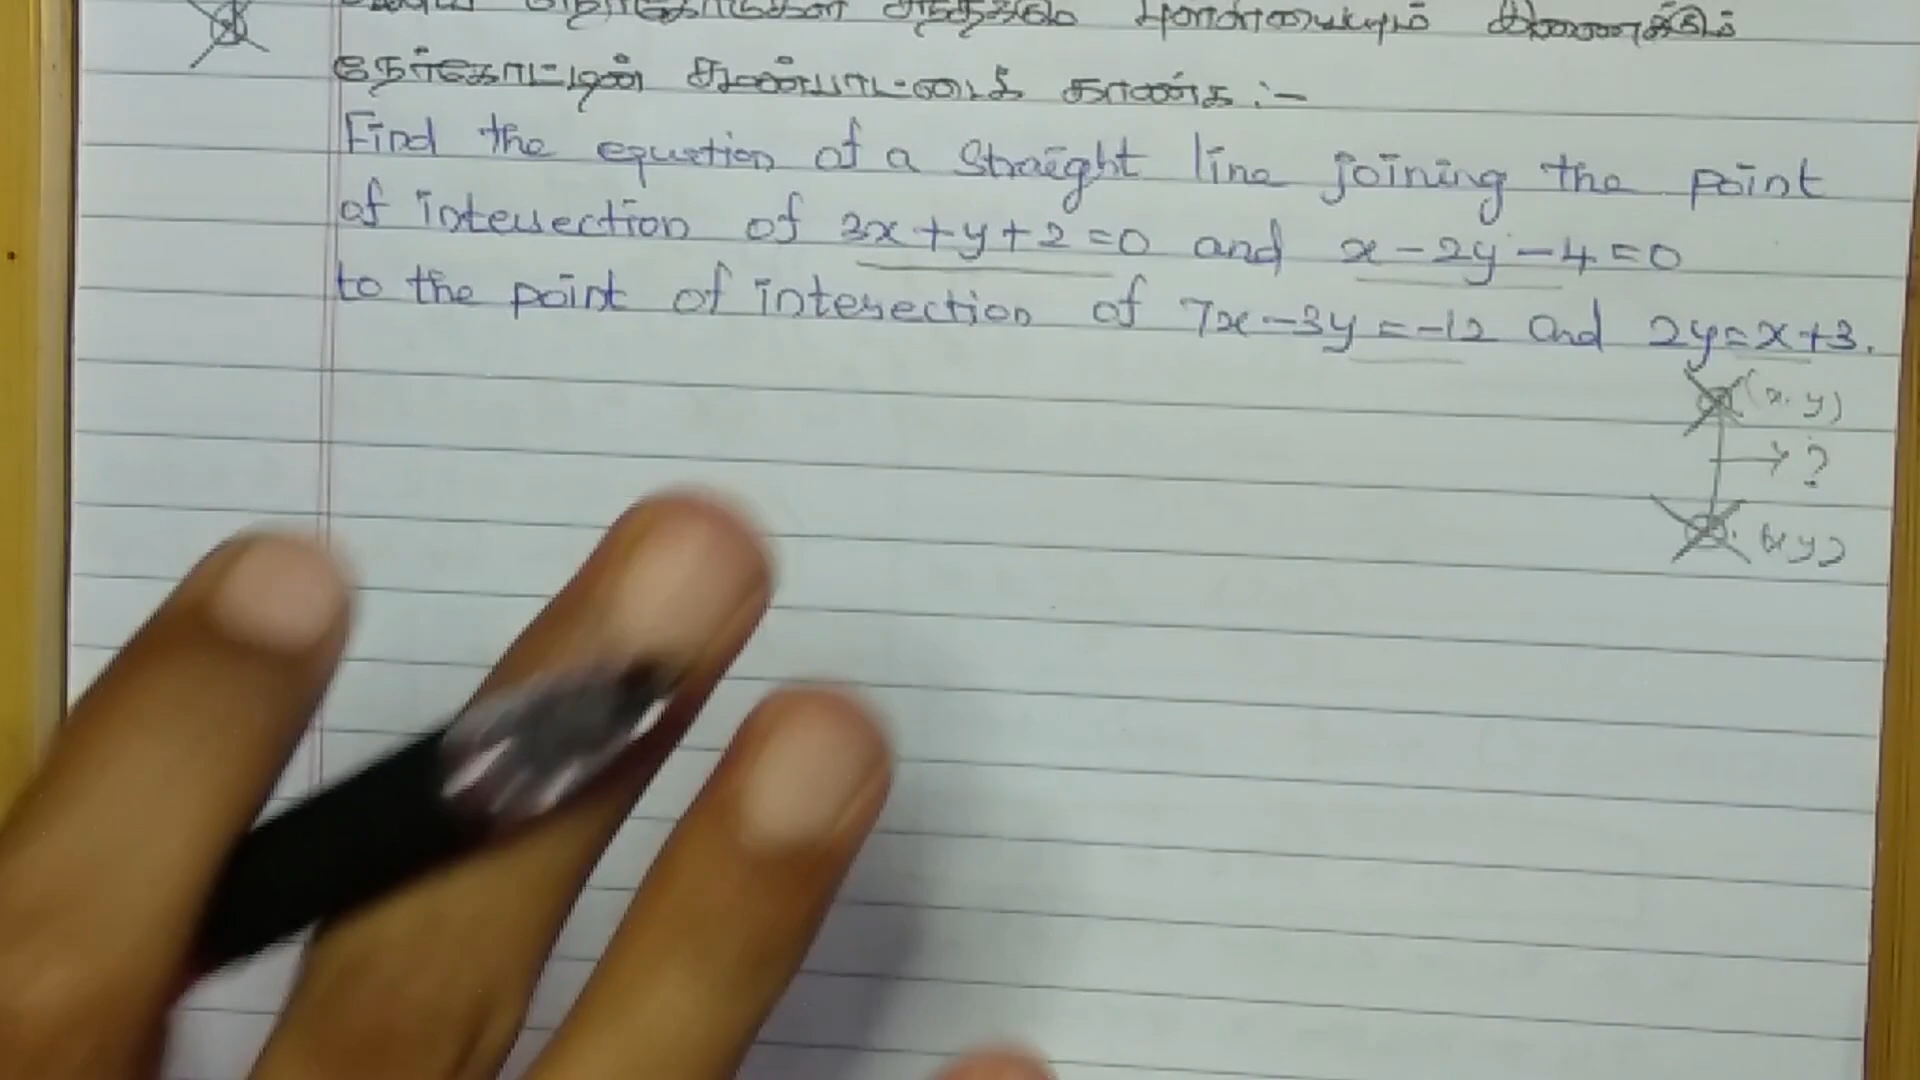 நேர்கோட்டின் சமன்பாட்டைக் காண்க :-
Find the equation of a Straight line joining the point
of intersection of 3x+y+2=0 and x-2y-4=0
to the point of intersection of 7x-3y=-12 and 2y=x+3.
(x.y)
→ ?
(x y)